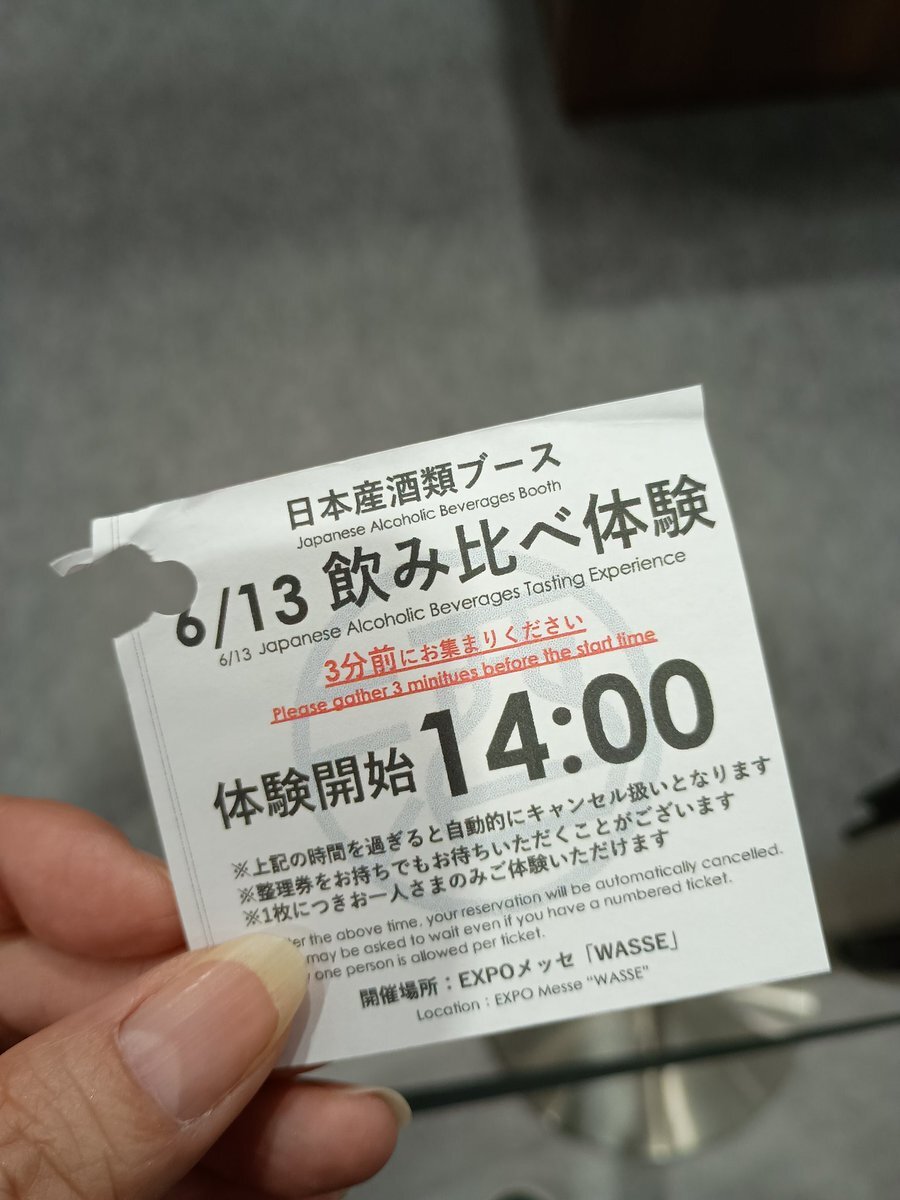 日本産酒類ブース
Japanese Alcoholic Beverages Booth
6/13 飲み比べ体験
6/13 Japanese Alcoholic Beverages Tasting Experience
3分前にお集まりください
Please gather 3 minitues before the start time
体験開始 14:00
※上記の時間を過ぎると自動的にキャンセル扱いとなります
※整理券をお持ちでもお待ちいただくことがございます
※1枚につきお一人さまのみご体験いただけます
the above time, your reservation will be automatically cancelled.
may be asked to wait even if you have a numbered ticket.
one person is allowed per ticket.
開催場所：EXPOメッセ「WASSE」
Location：EXPO Messe "WASSE"